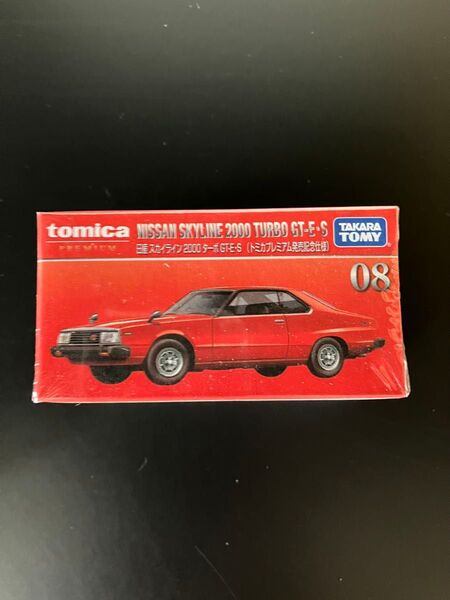 tomica
PREMIUM
NISSAN SKYLINE 2000 TURBO GT-E・S
日産 スカイライン 2000 ターボ GT-E・S (トミカプレミアム発売記念仕様)
TAKARA
TOMY
08